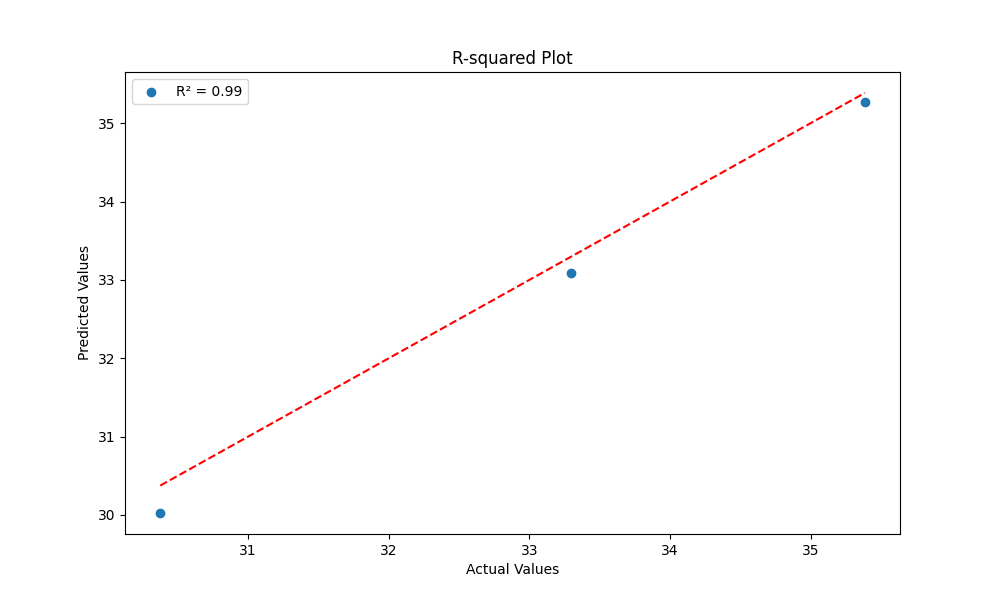 R-squared Plot
R² = 0.99
35
34
33
32
31
30
Predicted Values
31
32
33
34
35
Actual Values